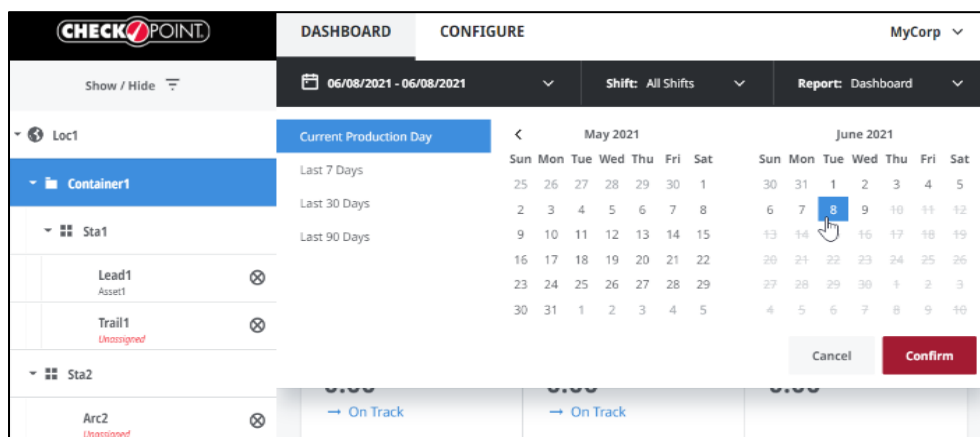 CHECKPOINT.
DASHBOARD CONFIGURE MyCorp
Show / Hide
06/08/2021 - 06/08/2021 Shift: All Shifts Report: Dashboard
Loc1
Container1
Sta1
Lead1
Asset1
Trail1
Unassigned
Sta2
Arc2
Unassigned
Current Production Day
Last 7 Days
Last 30 Days
Last 90 Days
May 2021
Sun Mon Tue Wed Thu Fri Sat
25 26 27 28 29 30 1
2 3 4 5 6 7 8
9 10 11 12 13 14 15
16 17 18 19 20 21 22
23 24 25 26 27 28 29
30 31 1 2 3 4 5
June 2021
Sun Mon Tue Wed Thu Fri Sat
30 31 1 2 3 4 5
6 7 8 9 10 11 12
13 14 16 17 18 19
20 21 22 23 24 25 26
27 28 29 30 1 2 3
4 5 6 7 8 9 10
Cancel Confirm
→ On Track → On Track